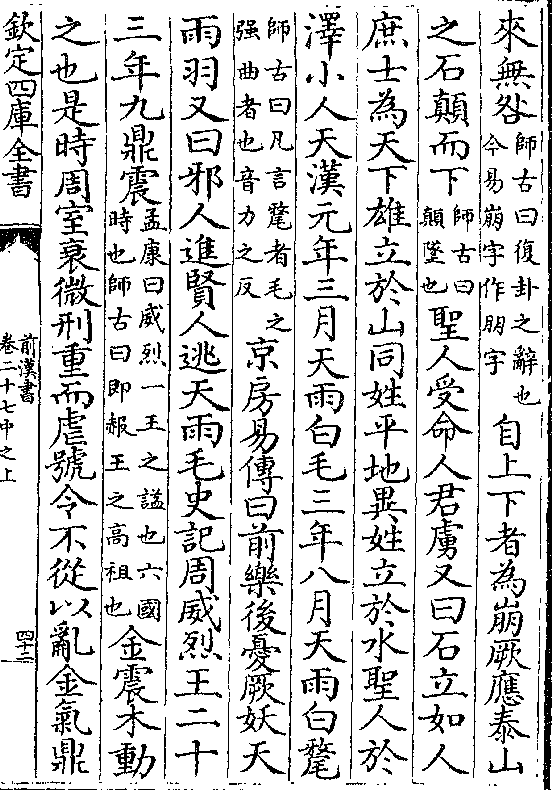 來無咎師古曰復卦之辭也今易崩字作朋字自上下者為崩厥應泰山
之石顛而下師古曰顛墜也聖人受命人君虜又曰石立如人
庶士為天下雄立於山同姓平地異姓立於水聖人於
澤小人天漢元年三月天雨白毛三年八月天雨白氂
師古曰凡言氂者毛之强曲者也音力之反京房易傳曰前樂後憂厥妖天
雨羽又曰邪人進賢人逃天雨毛史記周威烈王二十
三年九鼎震孟康曰威烈一王之諡也六國時也師古曰即赧王之高祖也金震木動
之也是時周室衰微刑重而虐號令不從以亂金氣鼎
欽定四庫全書
前漢書
卷二十七中之上
四十二